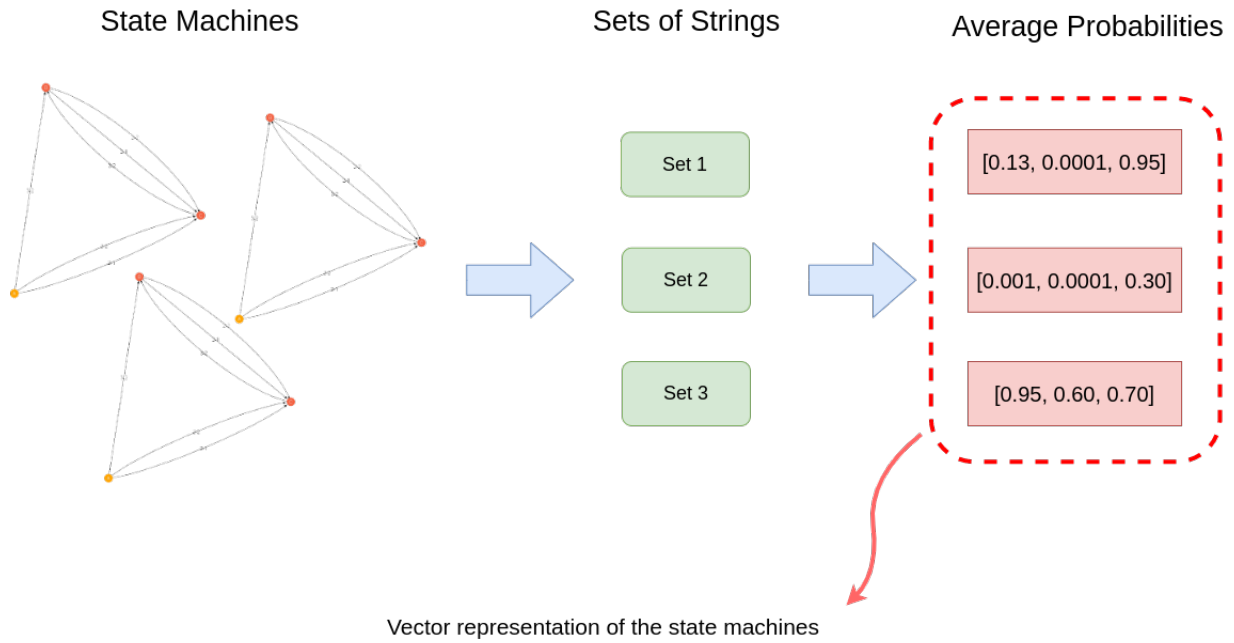 State Machines
Sets of Strings
Average Probabilities
Set 1
[0.13, 0.0001, 0.95]
Set 2
[0.001, 0.0001, 0.30]
Set 3
[0.95, 0.60, 0.70]
Vector representation of the state machines